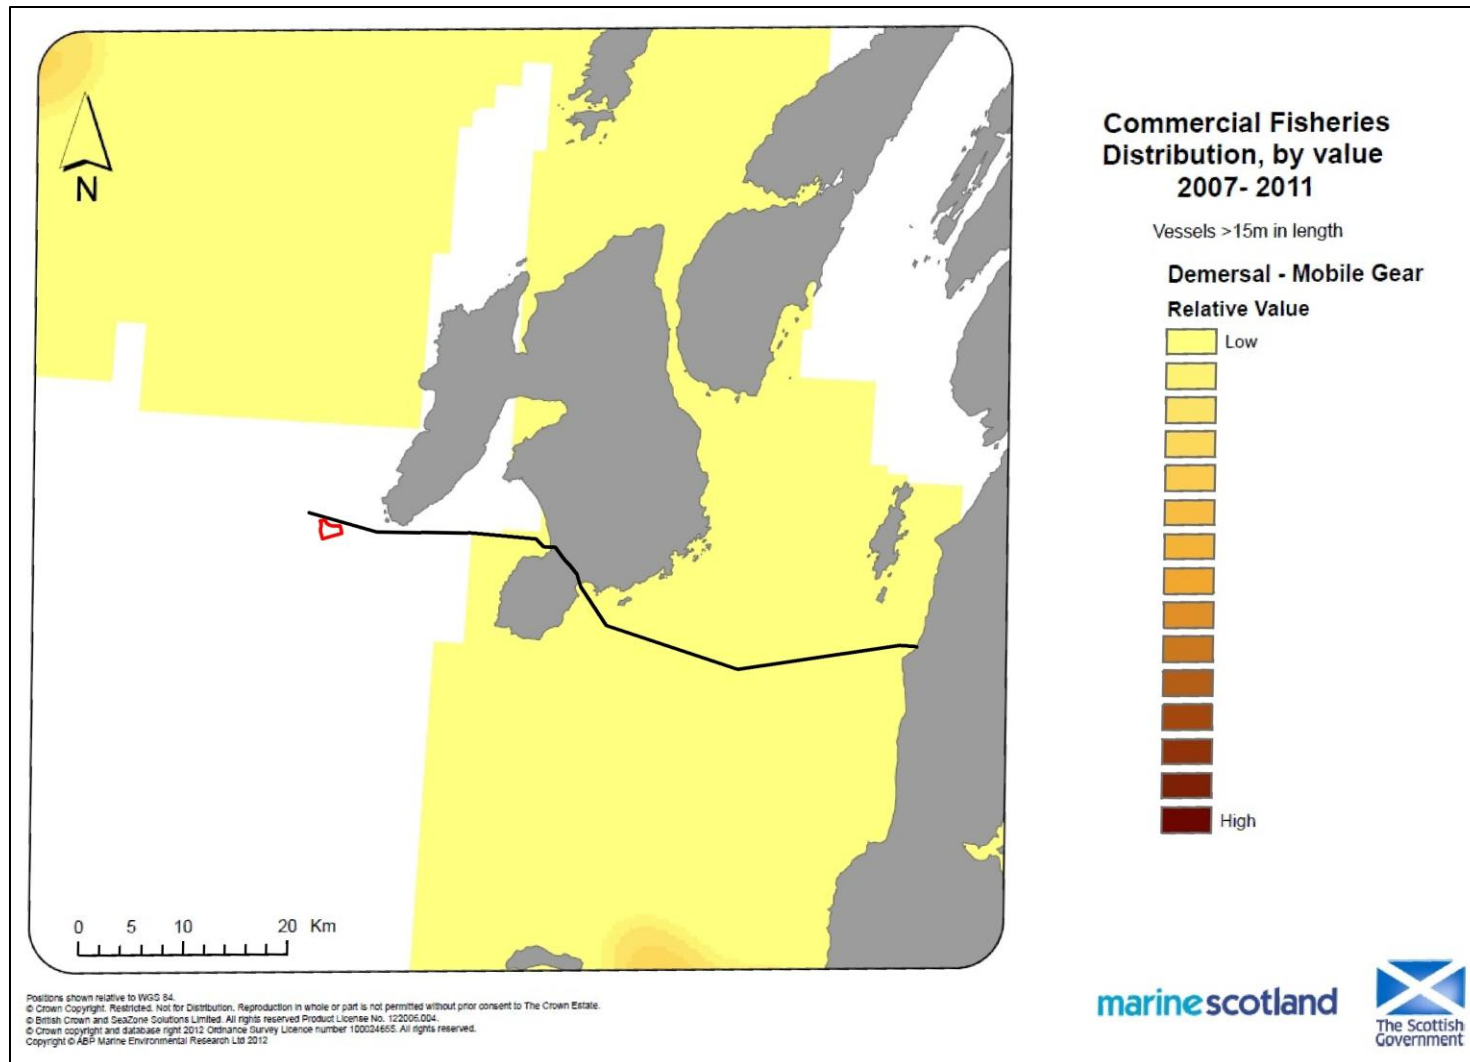 Commercial Fisheries
Distribution, by value
2007- 2011
Vessels >15m in length
Demersal - Mobile Gear
Relative Value
Low
High
N
0 5 10 20 Km
Positions shown relative to WGS 84.
© Crown Copyright. Restricted. Not for Distribution. Reproduction in whole or part is not permitted without prior consent to The Crown Estate.
© British Crown and SeaZone Solutions Limited. All rights reserved Product License No. 122006.004.
© Crown copyright and database right 2012 Ordnance Survey Licence number 100024655. All rights reserved.
Copyright © ABP Marine Environmental Research Ltd 2012
marinescotland
The Scottish
Government